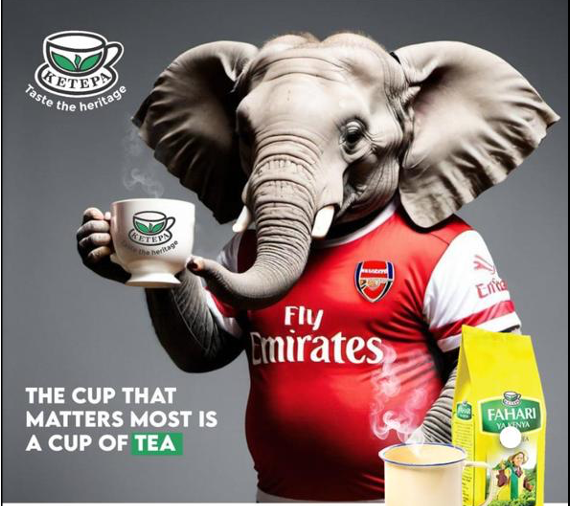 KETEPA
Taste the heritage
KETEPA
the heritage
Fly
Emirates
THE CUP THAT
MATTERS MOST IS
A CUP OF TEA
FAHARI
YA KENYA